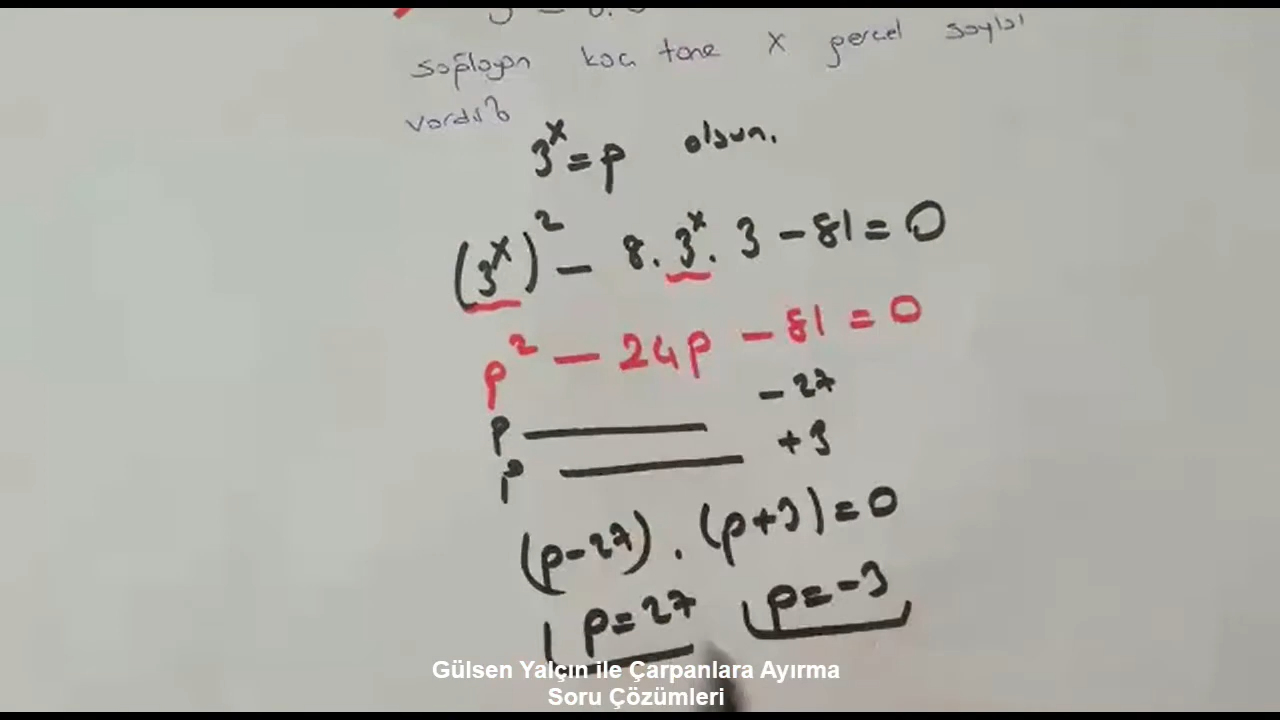 sağlayan kaç tane x gerçel sayısı
vardır?
3^x = p olsun.
(3^x)^2 - 8. 3^x. 3 - 81 = 0
p^2 - 24p - 81 = 0
p -27
p +3
(p-27) . (p+3) = 0
p = 27 p = -3
Gülsen Yalçın ile Çarpanlara Ayırma
Soru Çözümleri